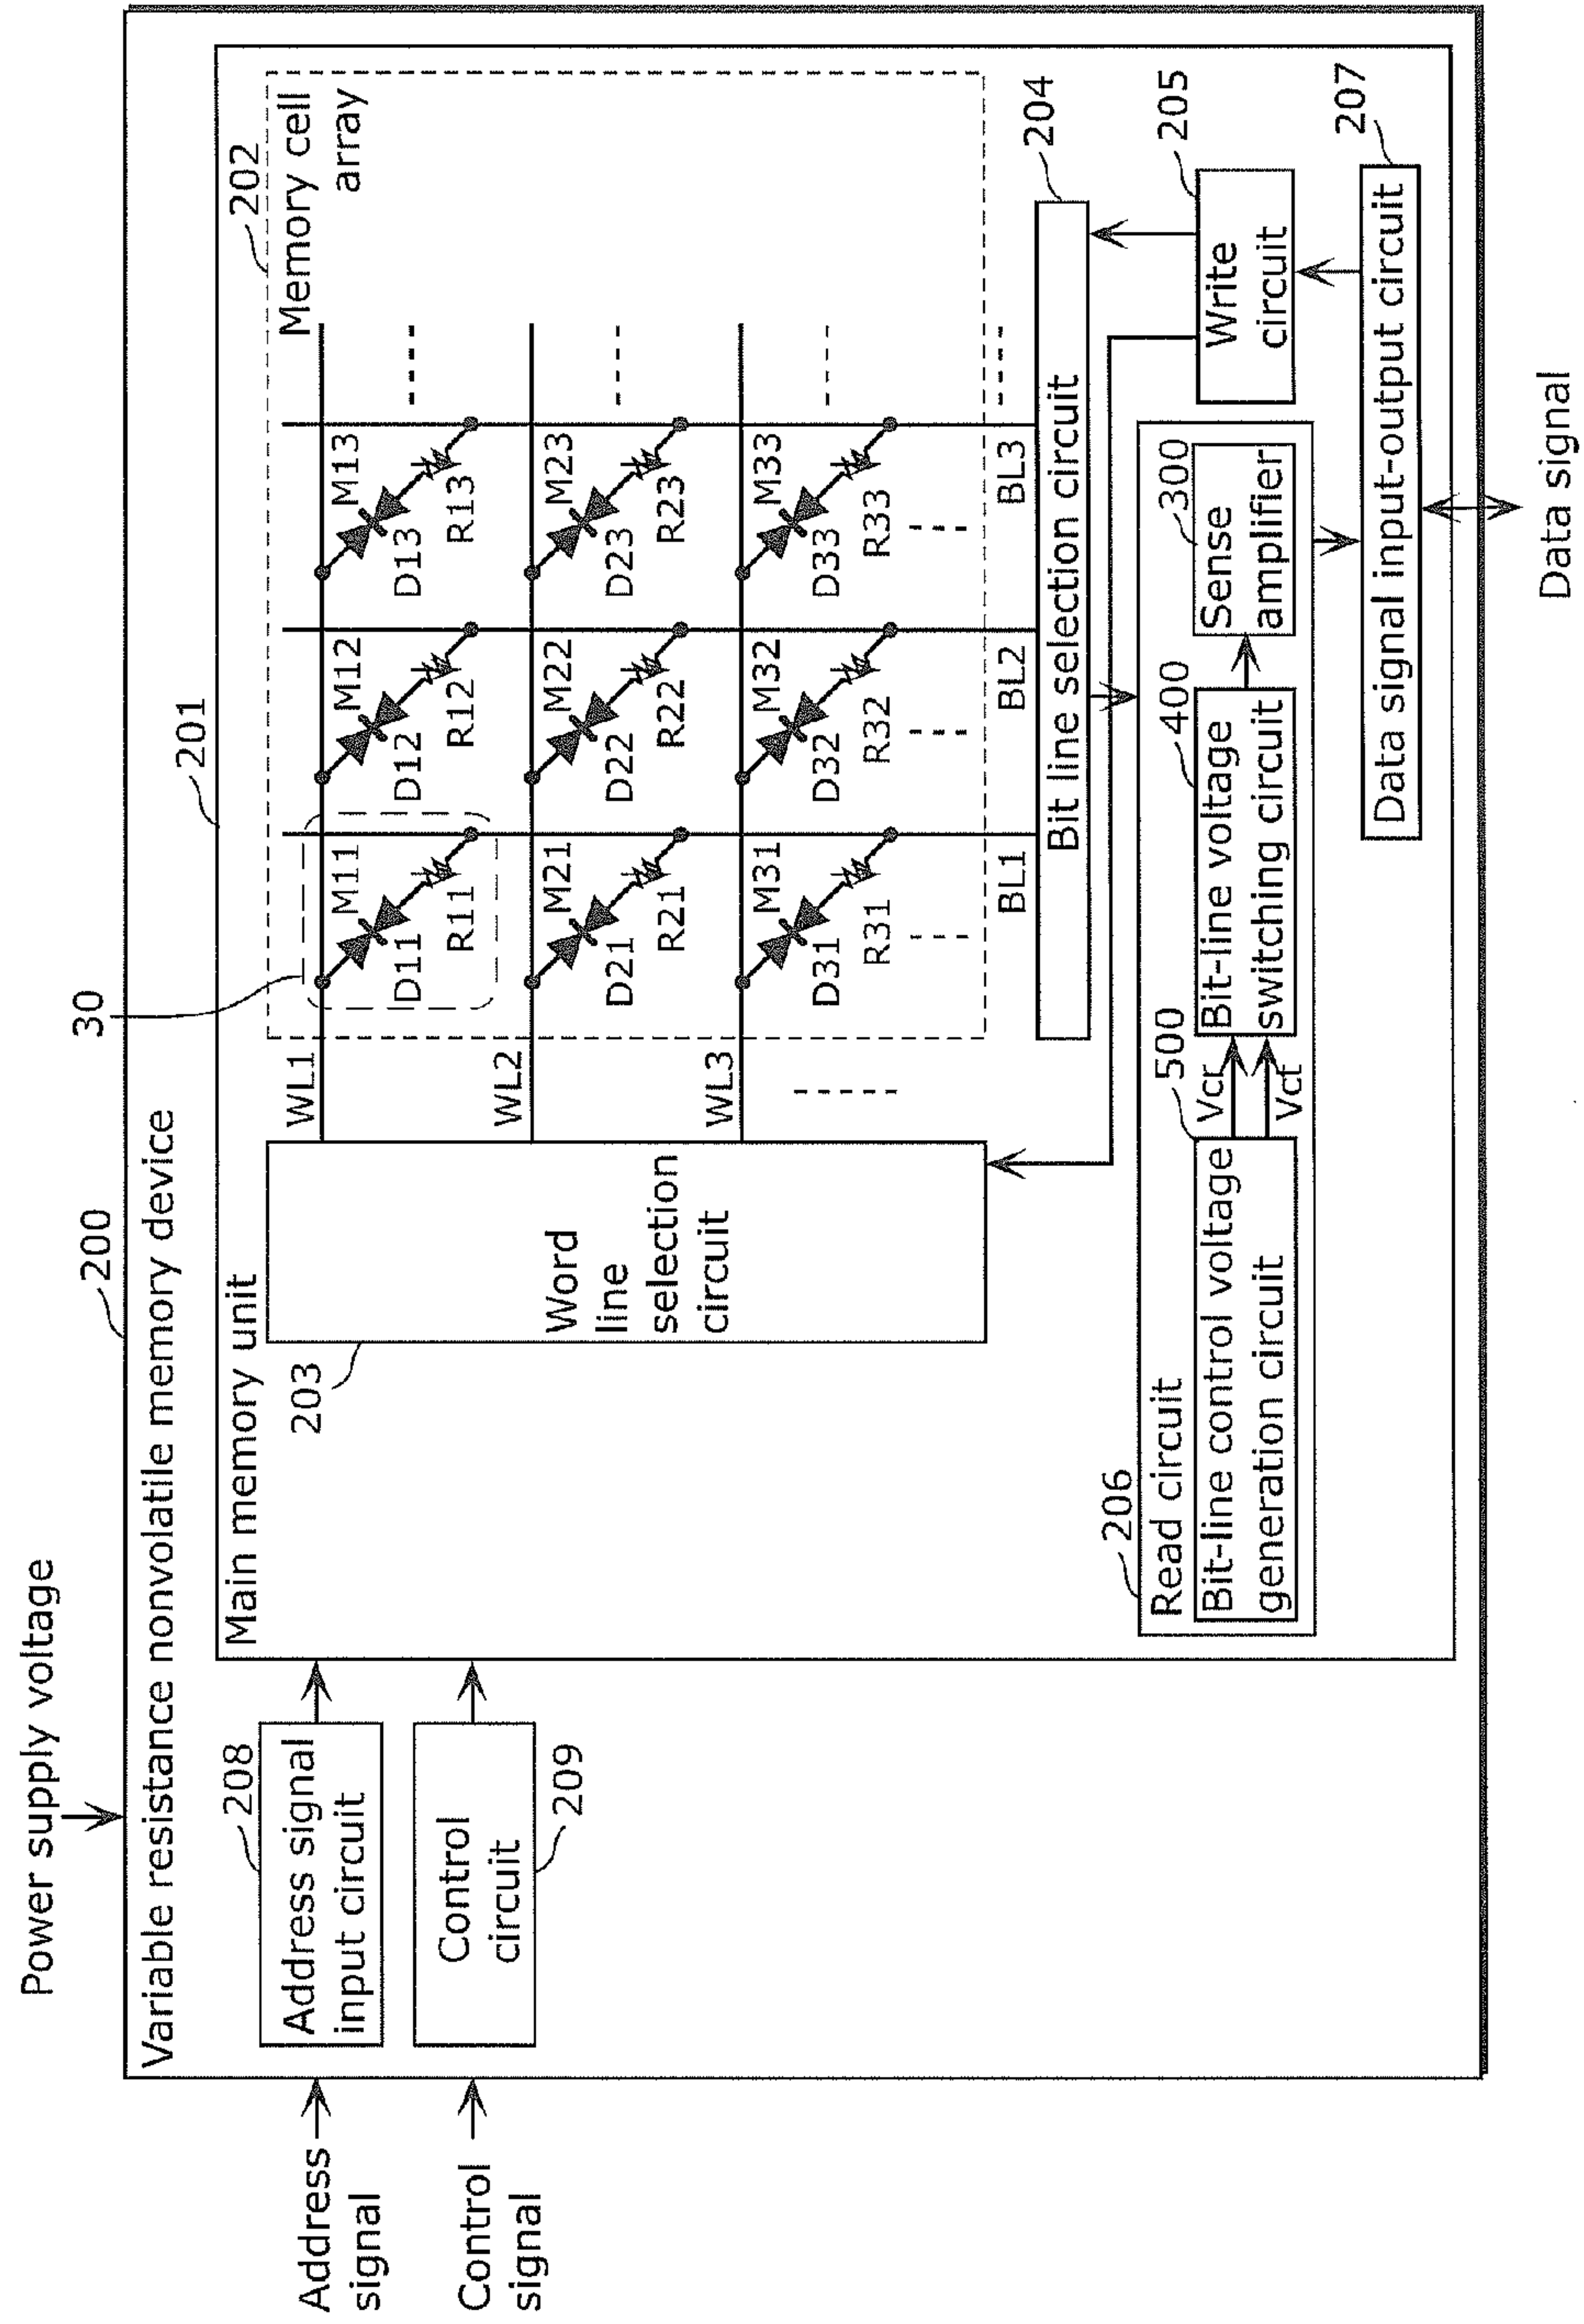 Power supply voltage
200
Variable resistance nonvolatile memory device
201
Main memory unit
30
202
Memory cell
array
208
Address signal
input circuit
Address
signal
Control
circuit
209
Control
signal
203
Word
line
selection
circuit
WL1
WL2
WL3
M11
D11
R11
M12
D12
R12
M13
D13
R13
M21
D21
R21
M22
D22
R22
M23
D23
R23
M31
D31
R31
M32
D32
R32
M33
D33
R33
BL1
BL2
BL3
204
Bit line selection circuit
205
Write
circuit
206
Read circuit
500
Bit-line control voltage
generation circuit
Vcr
Vct
400
Bit-line voltage
switching circuit
300
Sense
amplifier
207
Data signal input-output circuit
Data signal